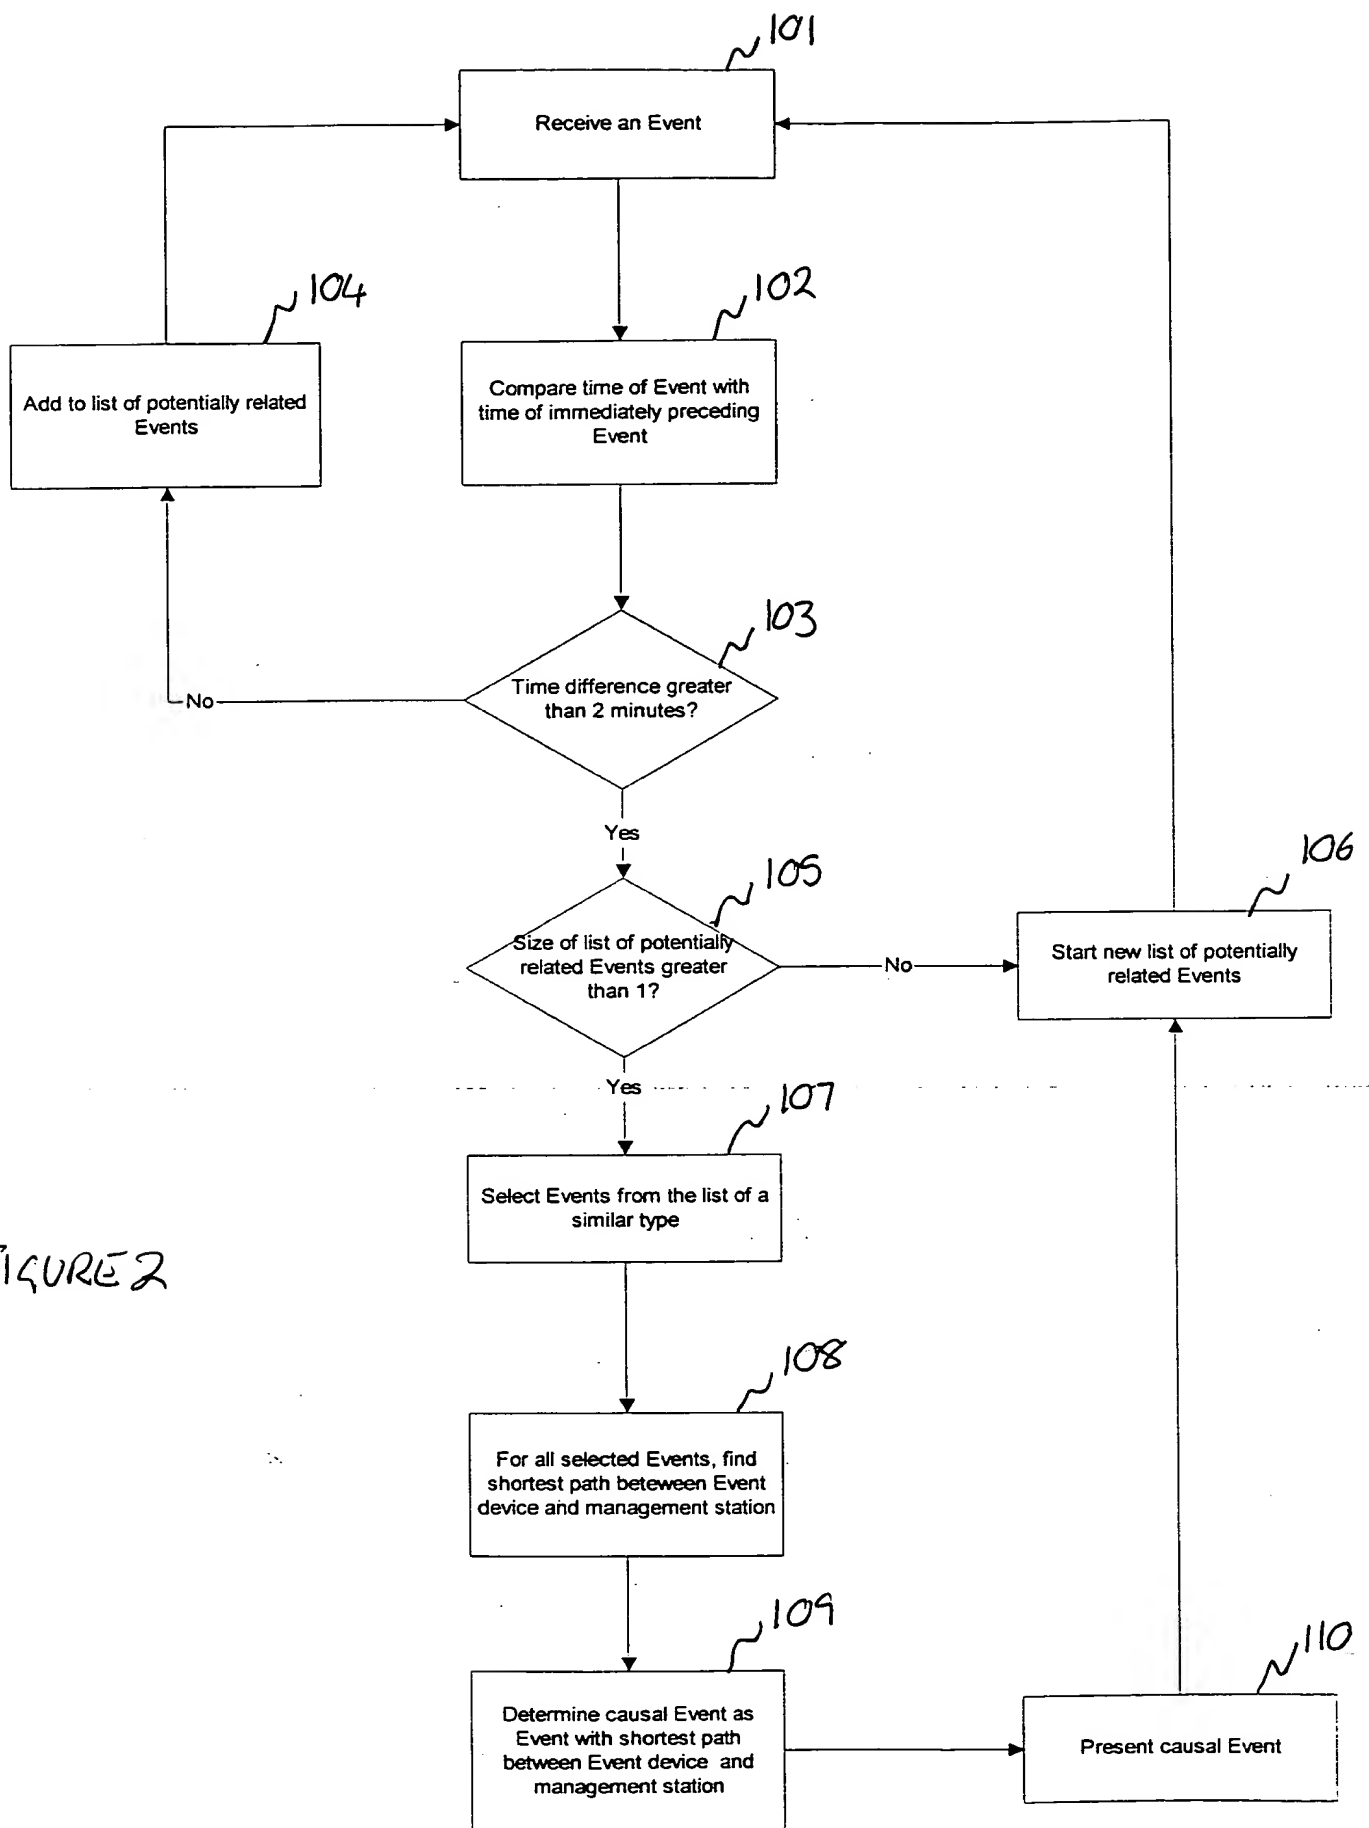 101
Receive an Event
104
102
Add to list of potentially related
Events
Compare time of Event with
time of immediately preceding
Event
103
Time difference greater
than 2 minutes?
No
Yes
105
106
Size of list of potentially
related Events greater
than 1?
No
Start new list of potentially
related Events
Yes
107
Select Events from the list of a
similar type
FIGURE 2
108
For all selected Events, find
shortest path beteween Event
device and management station
109
110
Determine causal Event as
Event with shortest path
between Event device and
management station
Present causal Event